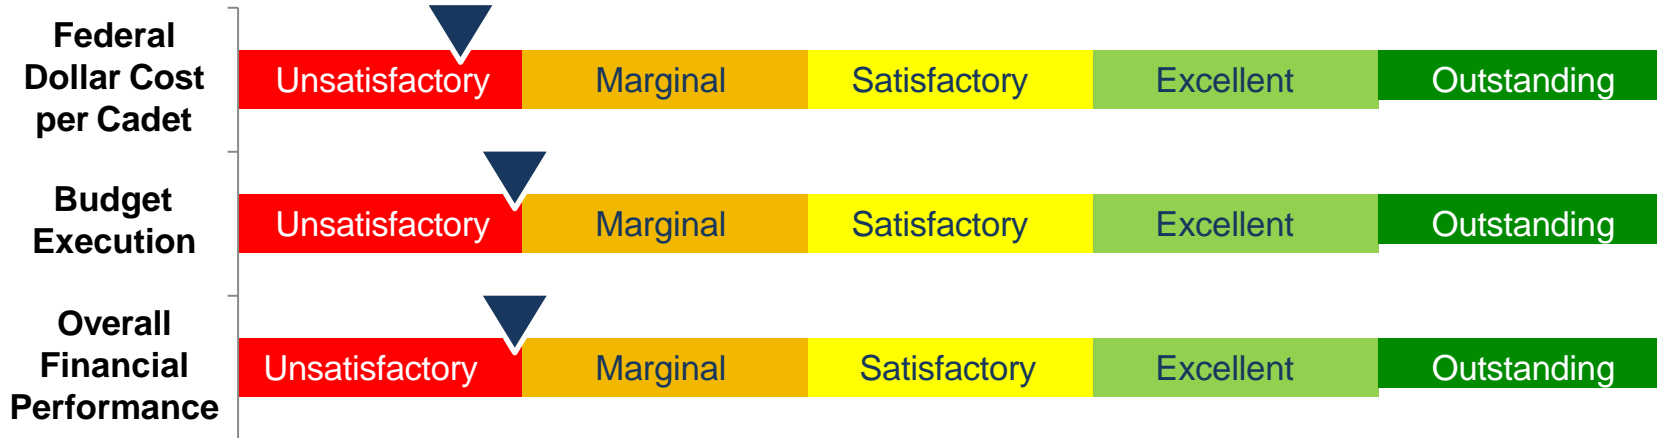 Federal
Dollar Cost
per Cadet
Unsatisfactory Marginal Satisfactory Excellent Outstanding
Budget
Execution
Unsatisfactory Marginal Satisfactory Excellent Outstanding
Overall
Financial
Performance
Unsatisfactory Marginal Satisfactory Excellent Outstanding